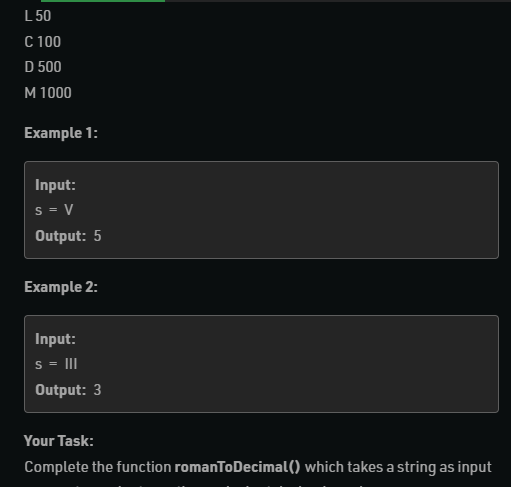 L 50
C 100
D 500
M 1000
Example 1:
Input:
s = V
Output: 5
Example 2:
Input:
s = III
Output: 3
Your Task:
Complete the function romanToDecimal() which takes a string as input